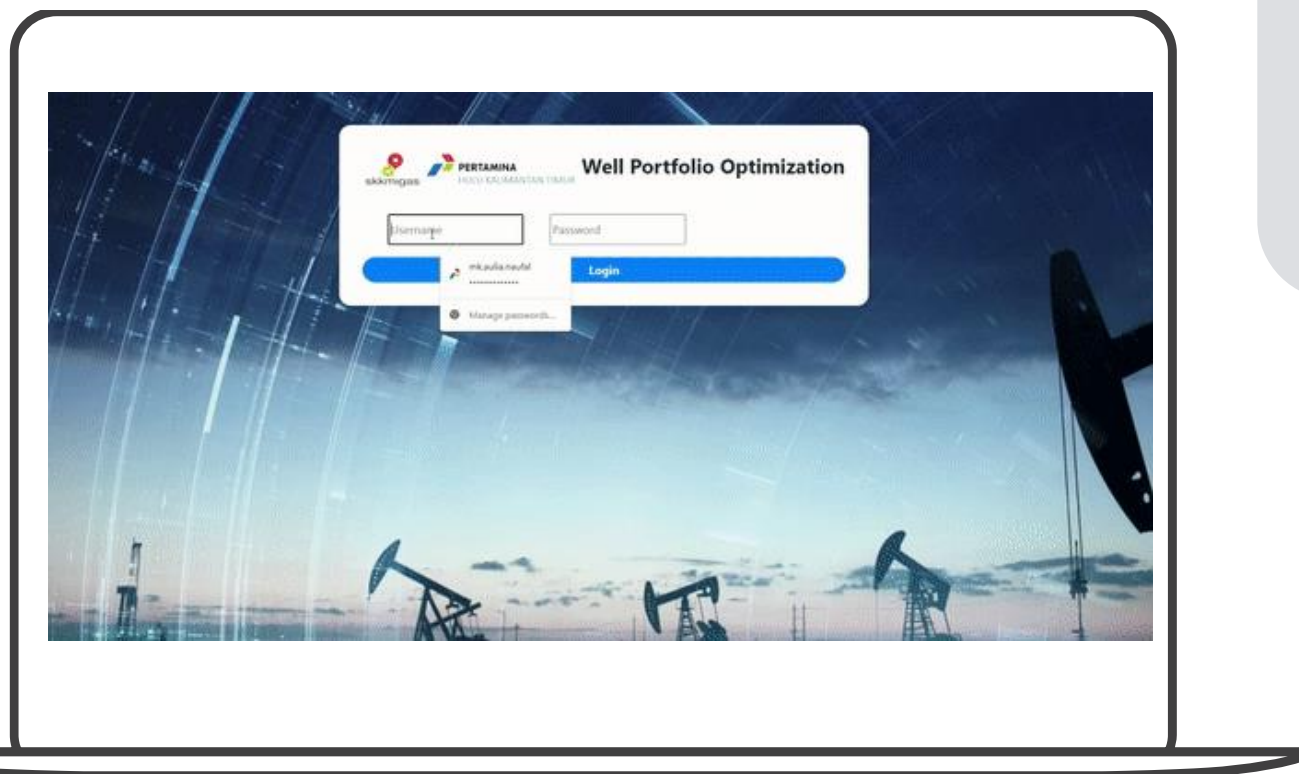 skkmigas
PERTAMINA
HULU KALIMANTAN TIMUR
Well Portfolio Optimization
Username
Password
mk.aulia.naufal
Login
Manage passwords...